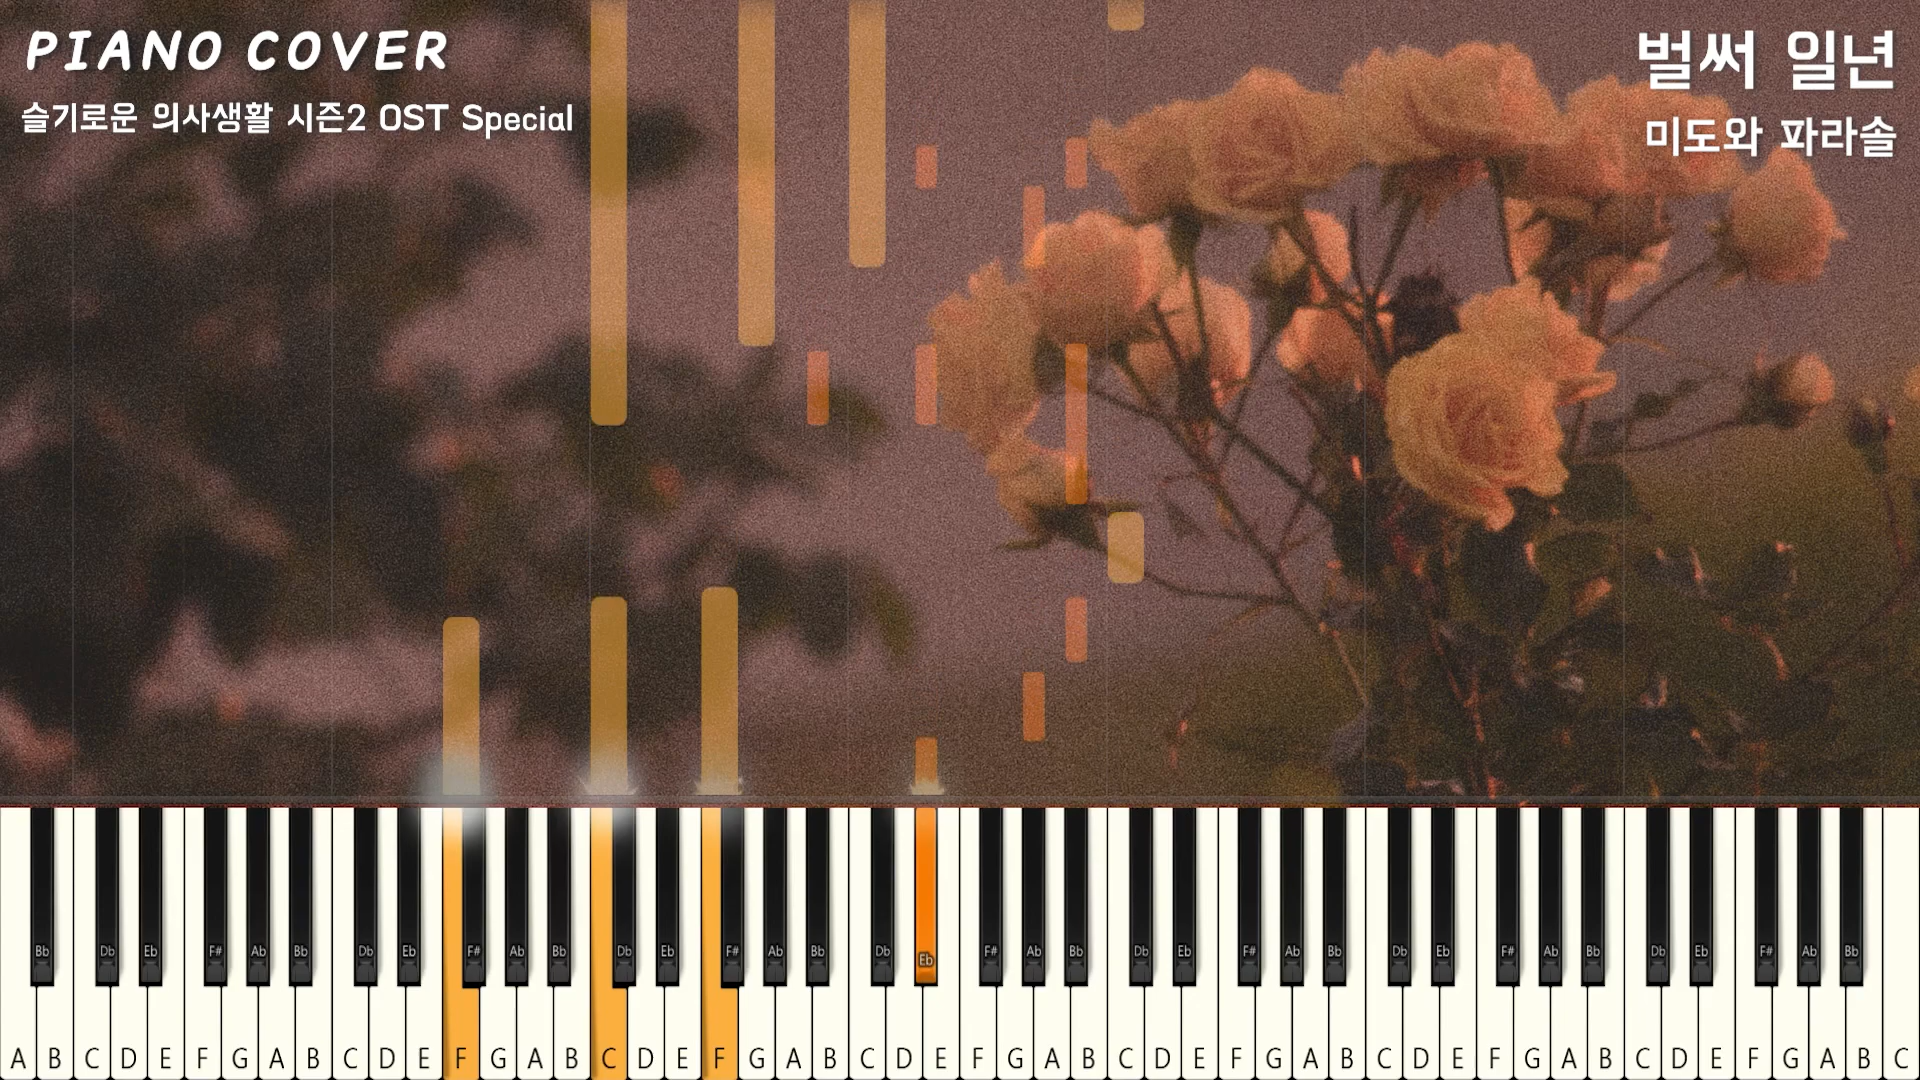 PIANO COVER
슬기로운 의사생활 시즌2 OST Special
벌써 일년
미도와 파라솔
Bb Db Eb F# Ab Bb Db Eb F# Ab Bb Db Eb F# Ab Bb Db Eb F# Ab Bb Db Eb F# Ab Bb Db Eb F# Ab Bb Db Eb F# Ab Bb
A B C D E F G A B C D E F G A B C D E F G A B C D E F G A B C D E F G A B C D E F G A B C D E F G A B C